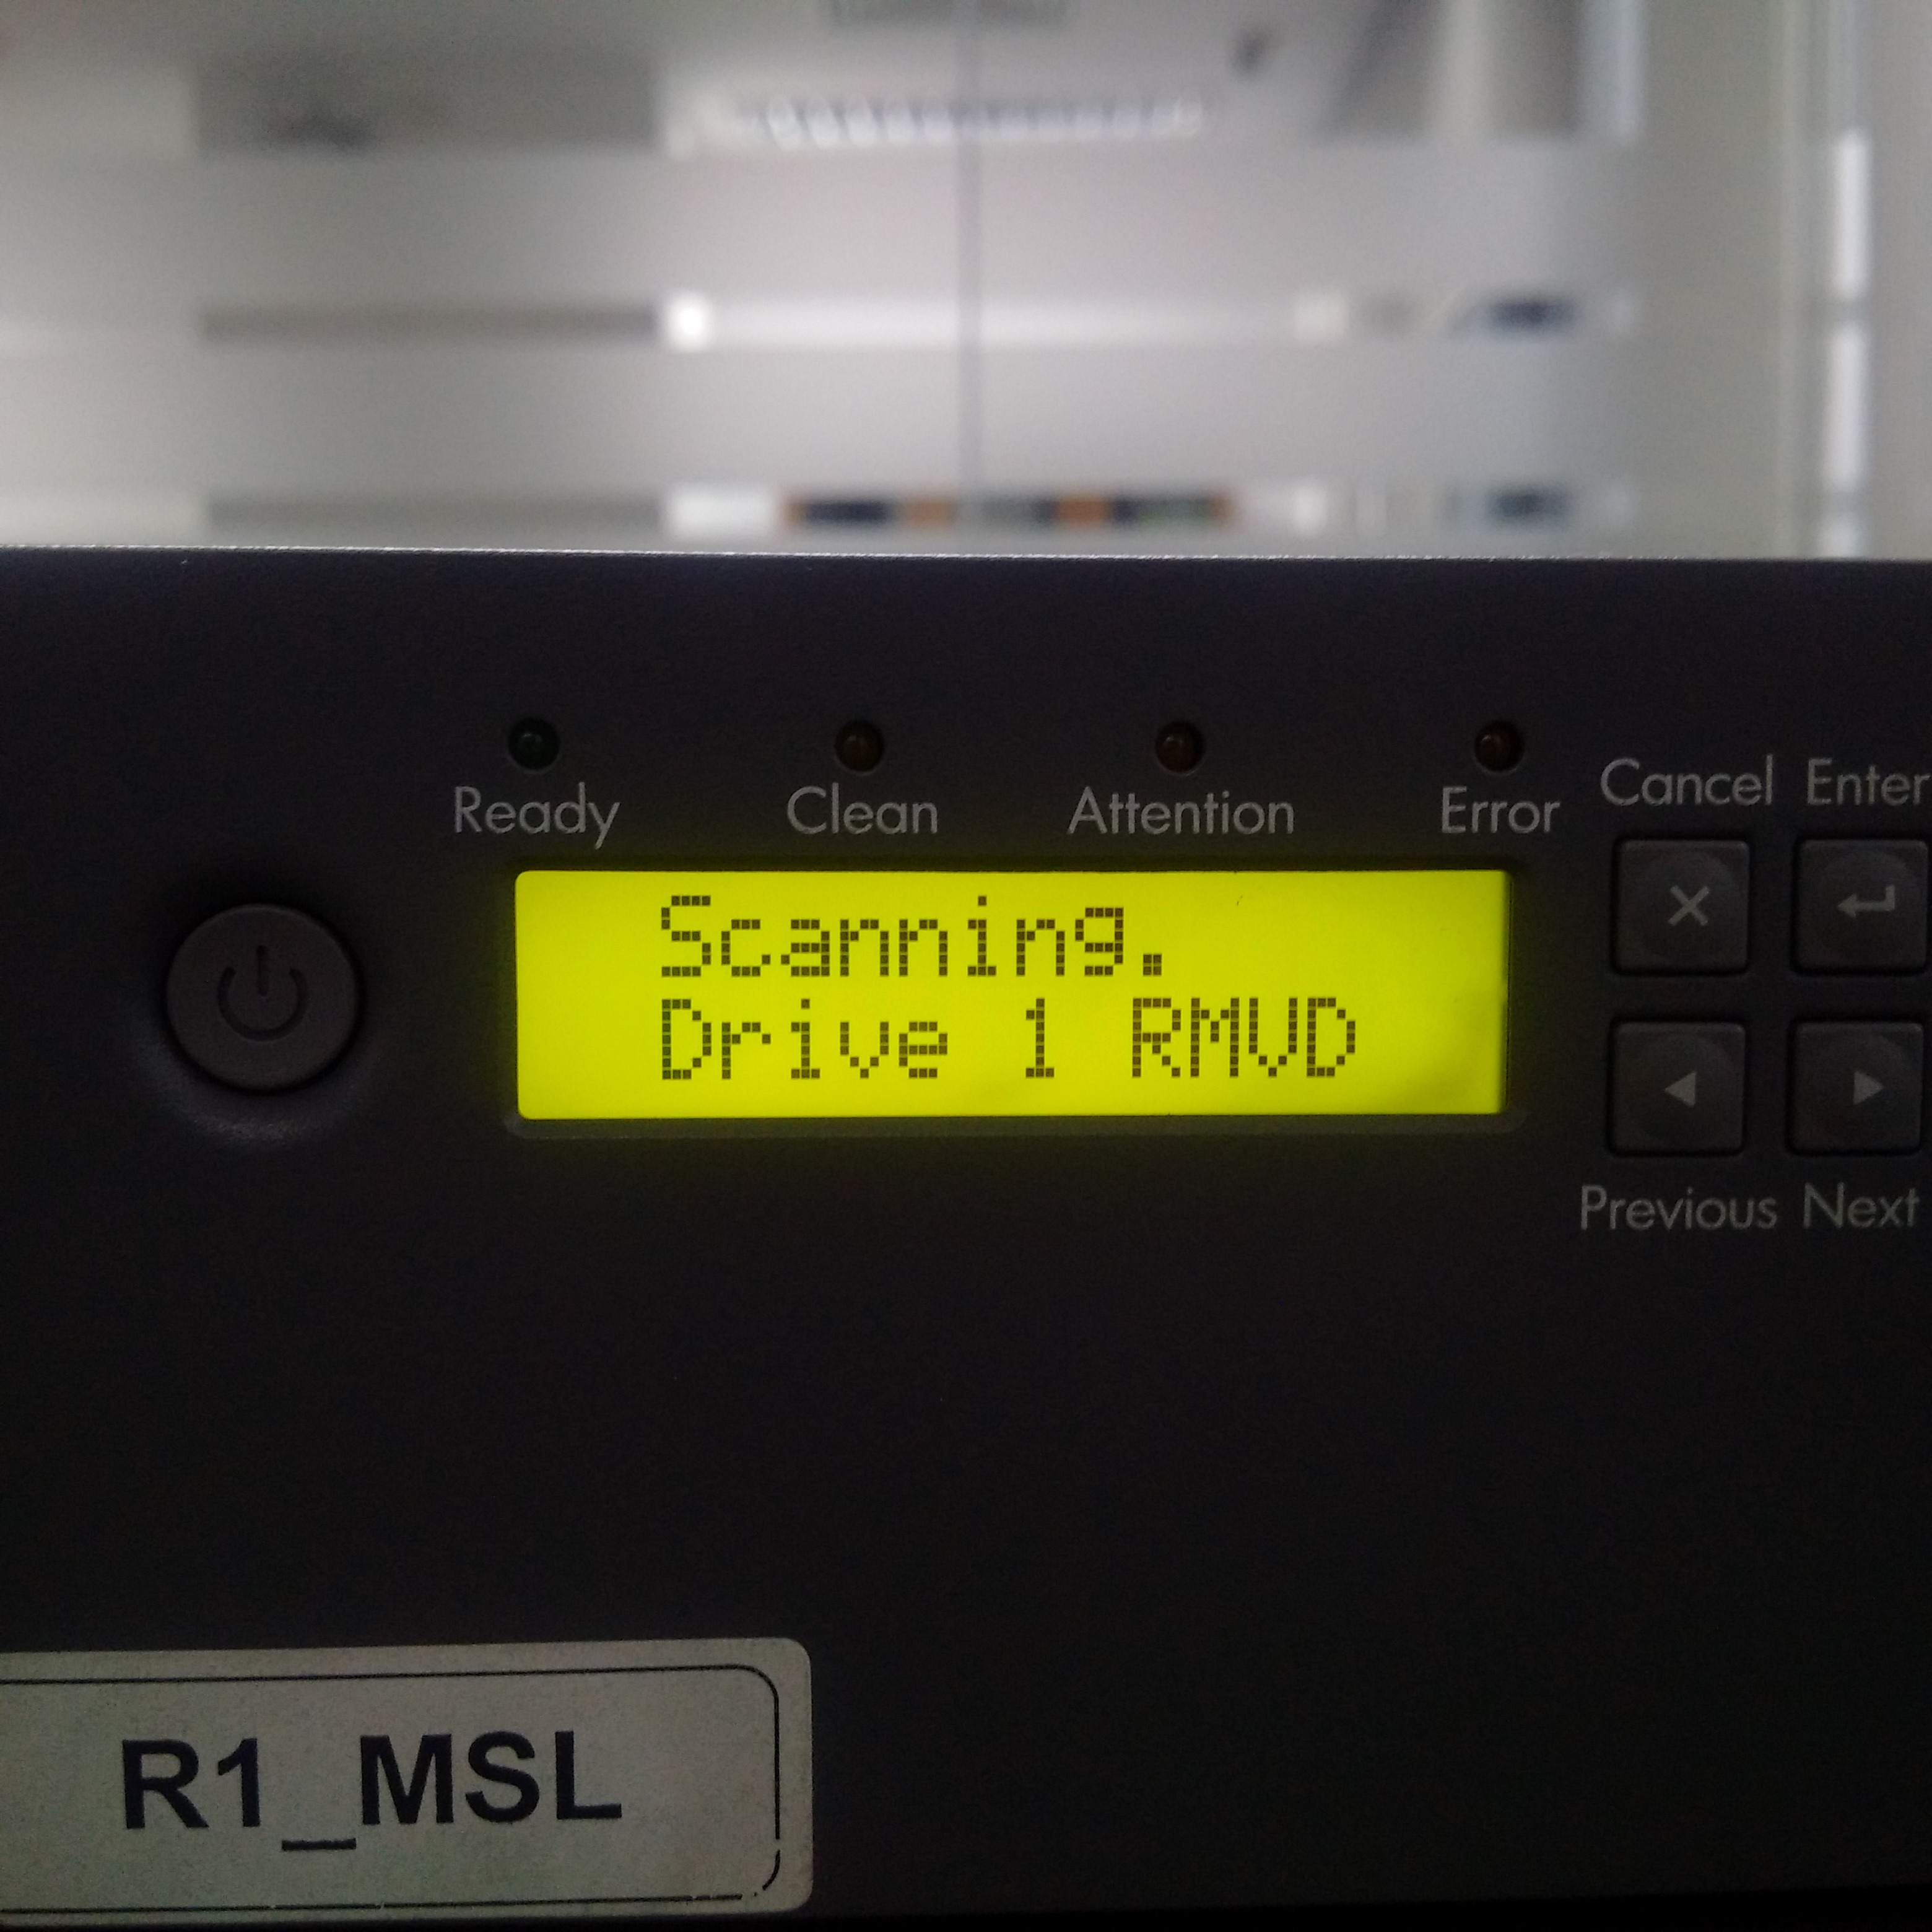 Ready Clean Attention Error
Cancel Enter
Scanning.
Drive 1 RMVD
Previous Next
R1_MSL